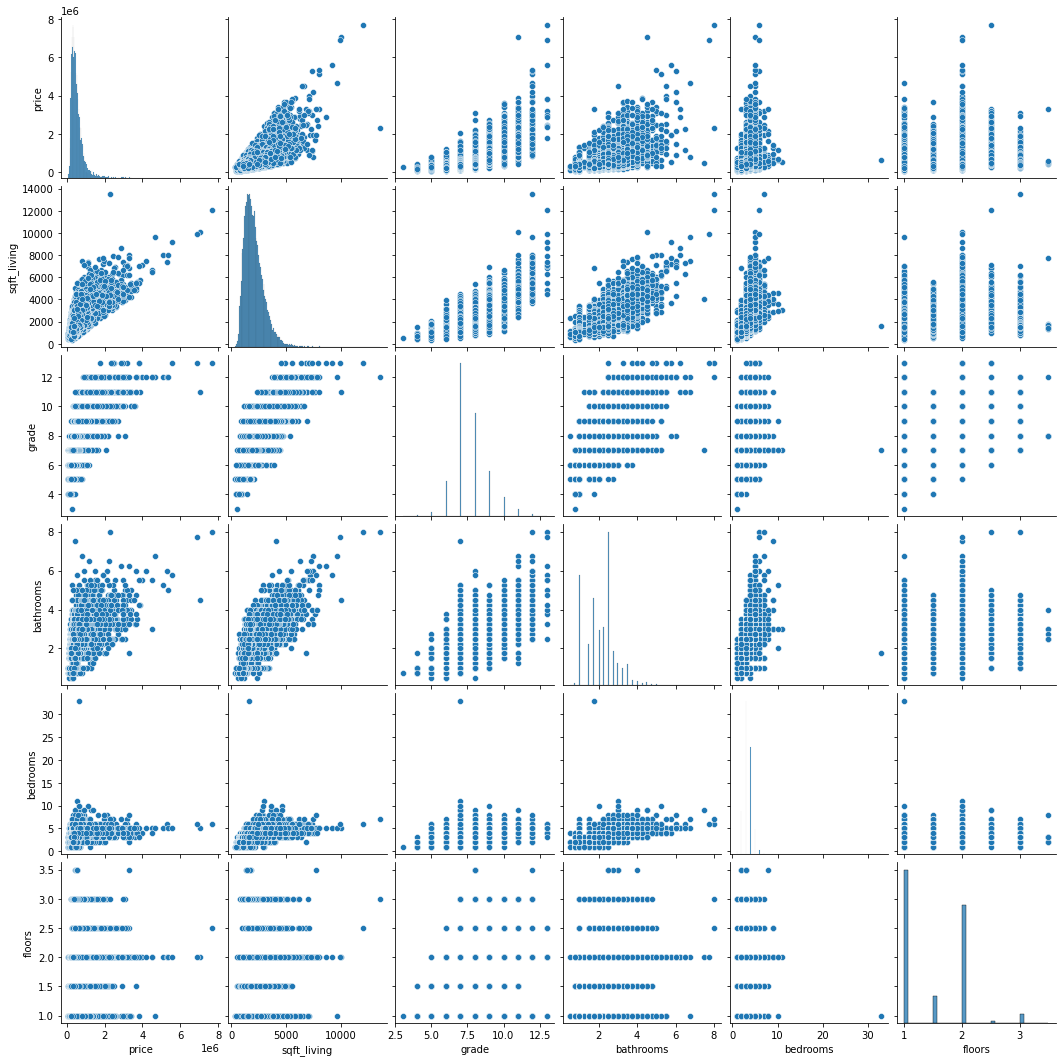 1e6
8
6
4
2
0
price
14000
12000
10000
8000
6000
4000
2000
0
sqft_living
12
10
8
6
4
grade
8
6
4
2
bathrooms
30
25
20
15
10
5
0
bedrooms
3.5
3.0
2.5
2.0
1.5
1.0
floors
0 2 4 6 8
1e6
price
0 5000 10000
sqft_living
2.5 5.0 7.5 10.0 12.5
grade
2 4 6 8
bathrooms
0 10 20 30
bedrooms
1 2 3
floors